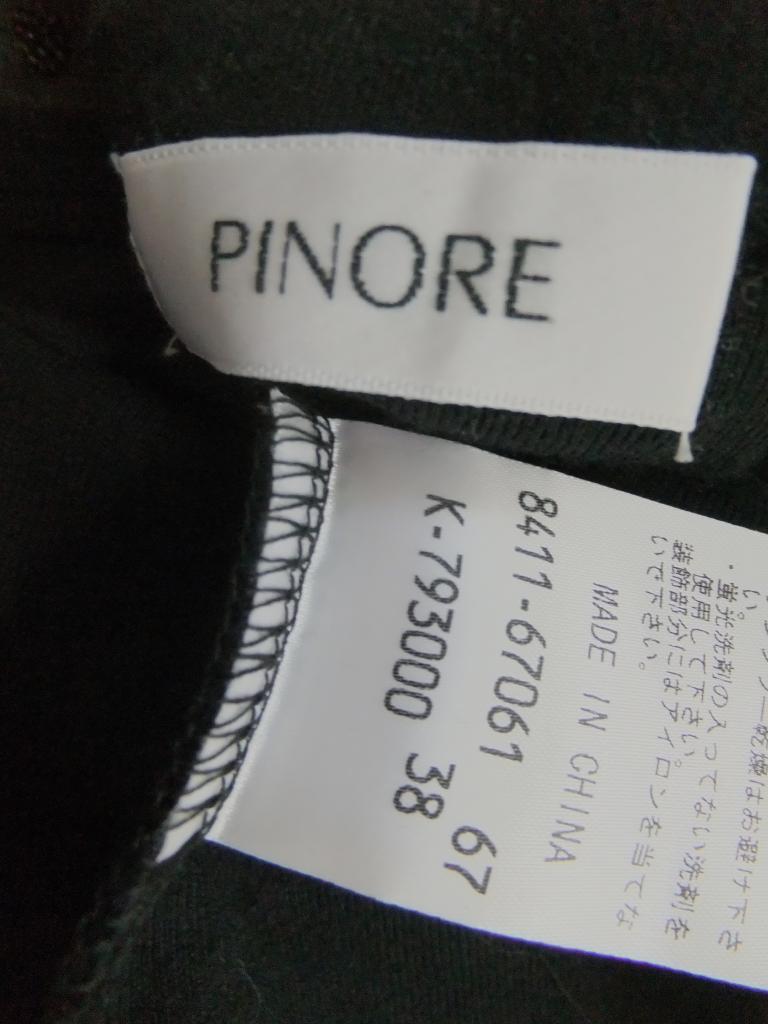 PINORE
い。
・蛍光洗剤の入ってない洗剤を
使用して下さい。
装飾部分にはアイロンを当てな
いで下さい。
MADE IN CHINA
8411-67061 67
K-793000 38